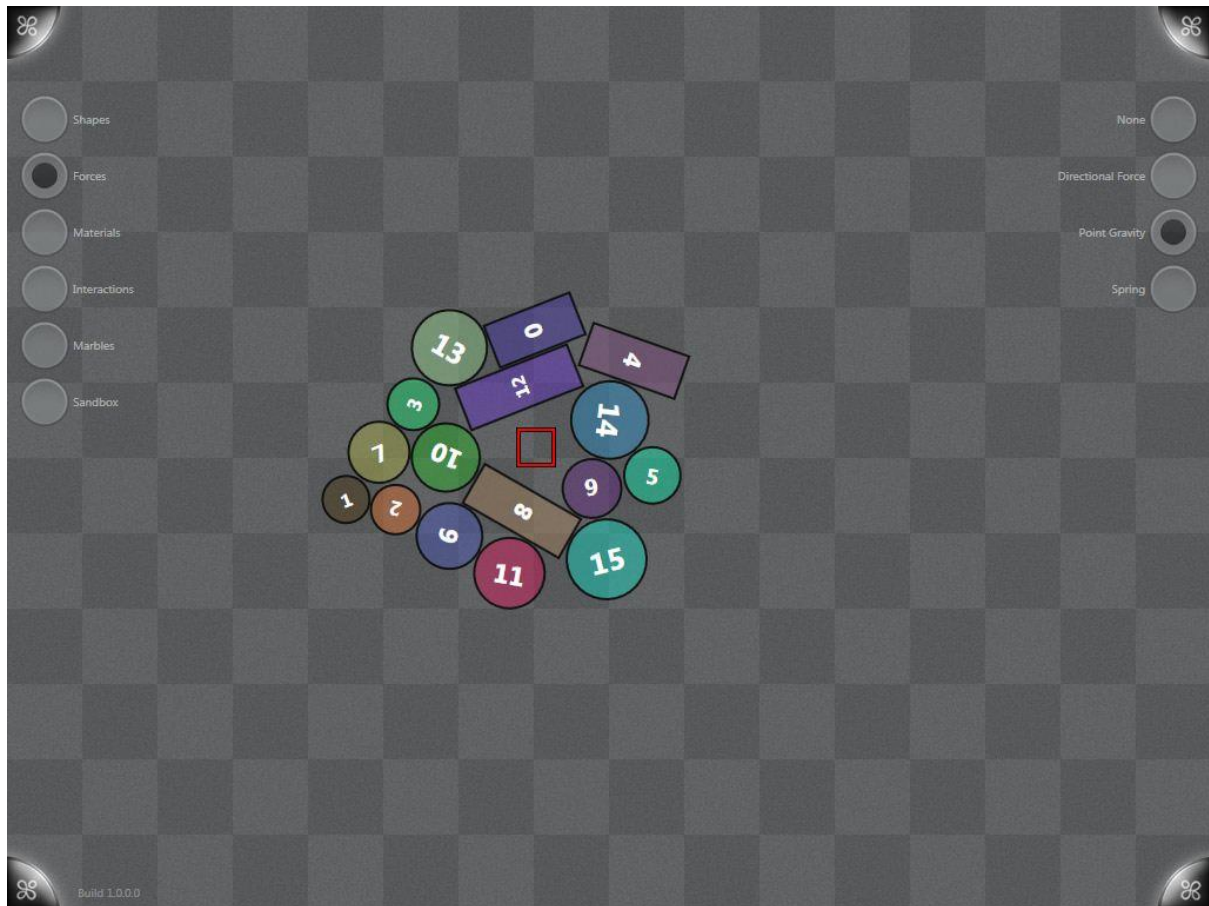 Shapes
Forces
Materials
Interactions
Marbles
Sandbox
None
Directional Force
Point Gravity
Spring
0
13
4
12
3
14
7
10
5
6
1
2
8
9
15
11
Build 1.0.0.0